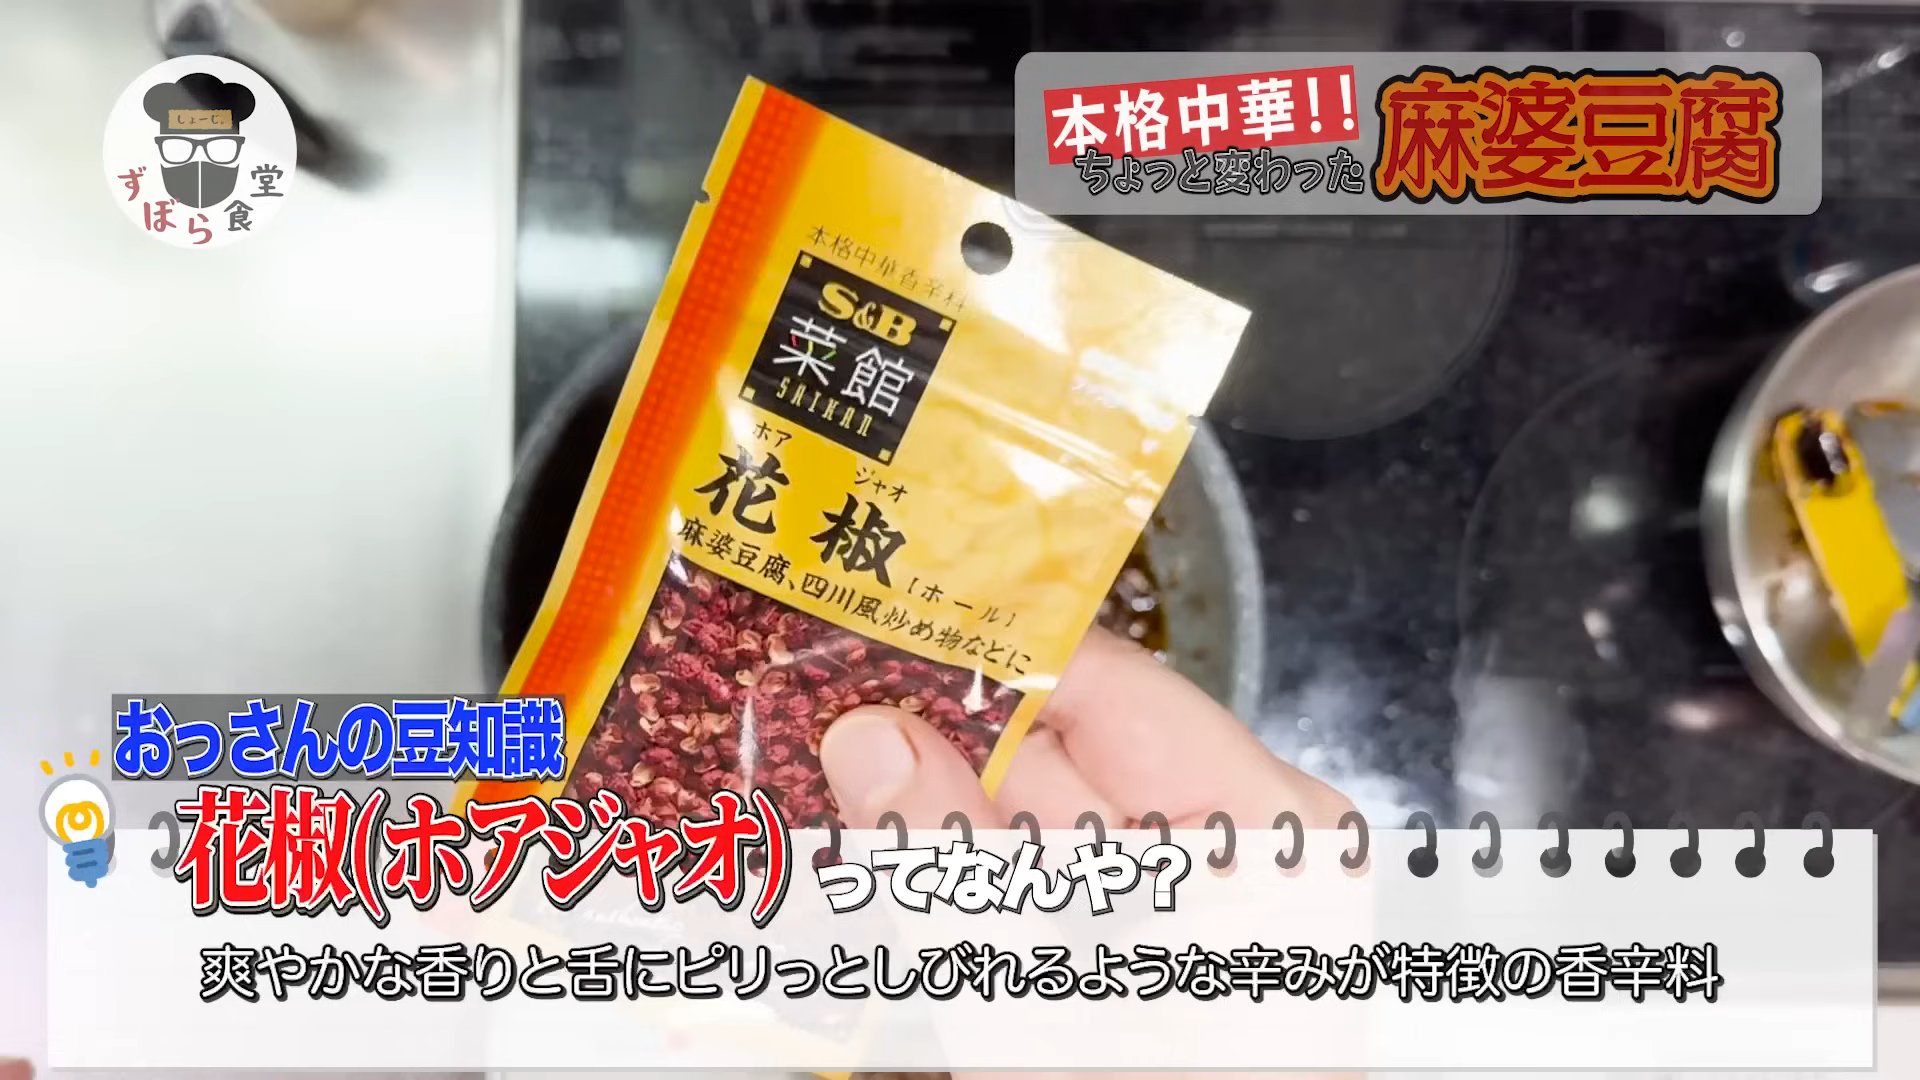 しょーじ。
ずぼら食堂
本格中華!!
ちょっと変わった
麻婆豆腐
本格中華香辛料
S&B
菜館
SAIKAN
ホアジャオ
花椒
[ホール]
麻婆豆腐、四川風炒め物などに
おっさんの豆知識
花椒(ホアジャオ)ってなんや?
爽やかな香りと舌にピリっとしびれるような辛みが特徴の香辛料